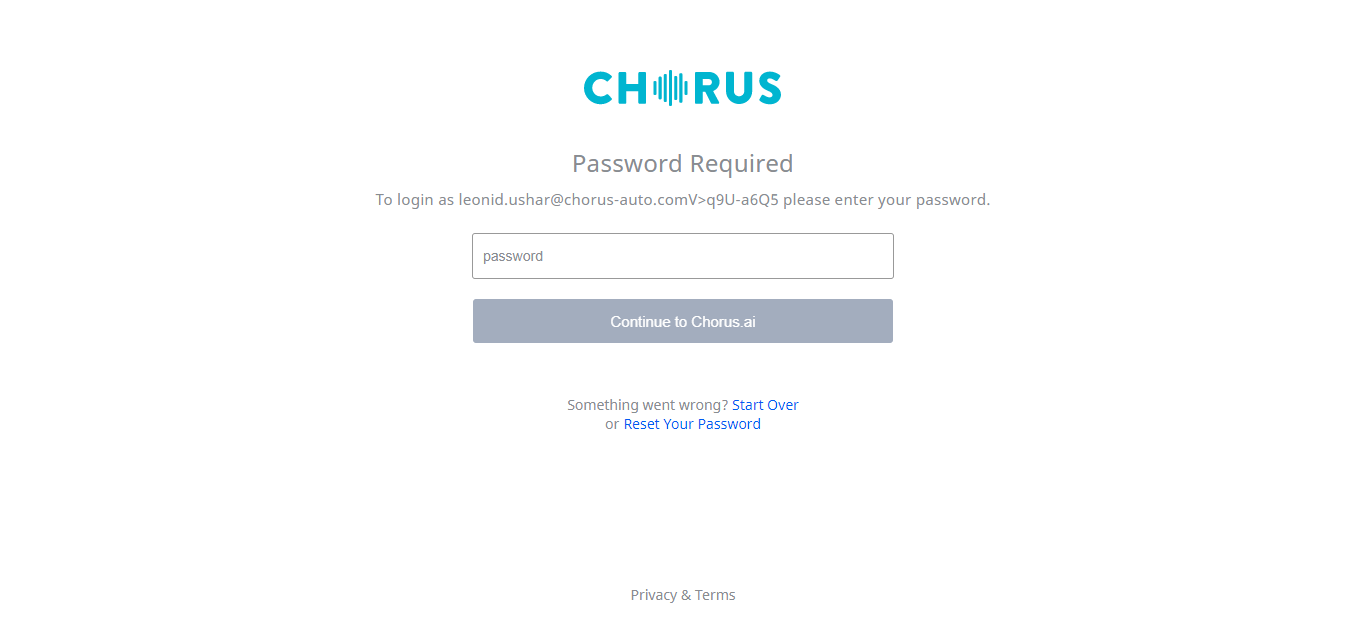 CHORUS
Password Required
To login as leonid.ushar@chorus-auto.comV>q9U-a6Q5 please enter your password.
password
Continue to Chorus.ai
Something went wrong? Start Over
or Reset Your Password
Privacy & Terms